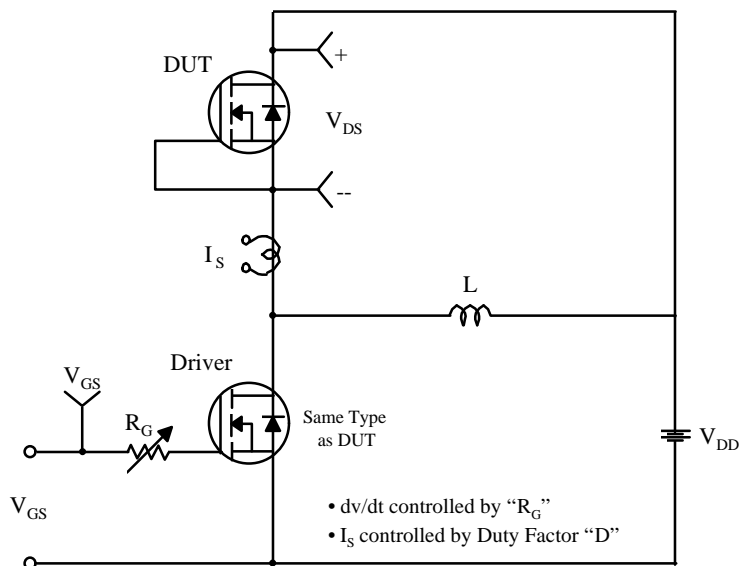 DUT
+
V_DS
--
I_S
L
Driver
V_GS
R_G
Same Type
as DUT
V_DD
V_GS
• dv/dt controlled by “R_G”
• I_S controlled by Duty Factor “D”